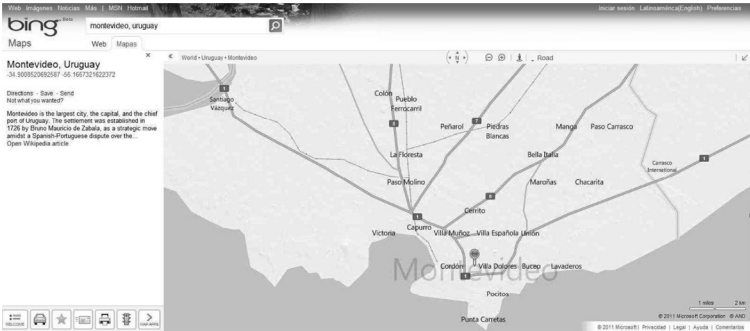 Web Imágenes Noticias Más | MSN Hotmail
Iniciar sesión Latinoamérica(English) Preferencias
bing Beta
montevideo, uruguay
Maps
Web Mapas
Montevideo, Uruguay
World • Uruguay • Montevideo
N
Road
Directions - Save - Send
Not what you wanted?
Montevideo is the largest city, the capital, and the chief
port of Uruguay. The settlement was established in
1726 by Bruno Mauricio de Zabala, as a strategic move
amidst a Spanish-Portuguese dispute over the...
Open Wikipedia article
1
Santiago
Vázquez
Colón
Pueblo
Ferrocarril
Peñarol
Piedras
Blancas
Manga
Paso Carrasco
La Floresta
Bella Italia
Carrasco
International
Paso Molino
Maroñas
Chacarita
Cerrito
Capurro
Victoria
Villa Muñoz
Villa Española
Unión
Cordón
Villa Dolores
Buceo
Lavaderos
Montevideo
Pocitos
Punta Carretas
1 miles 2 km
© 2011 Microsoft Corporation © AND
© 2011 Microsoft | Privacidad | Legal | Ayuda | Comentarios
WELCOME